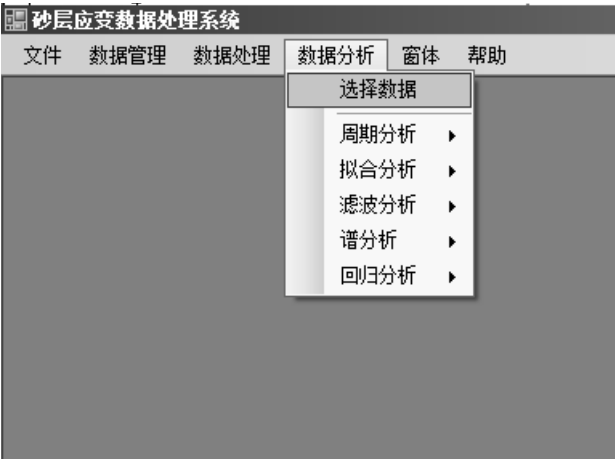 砂层应变数据处理系统
文件 数据管理 数据处理 数据分析 窗体 帮助
选择数据
周期分析
拟合分析
滤波分析
谱分析
回归分析